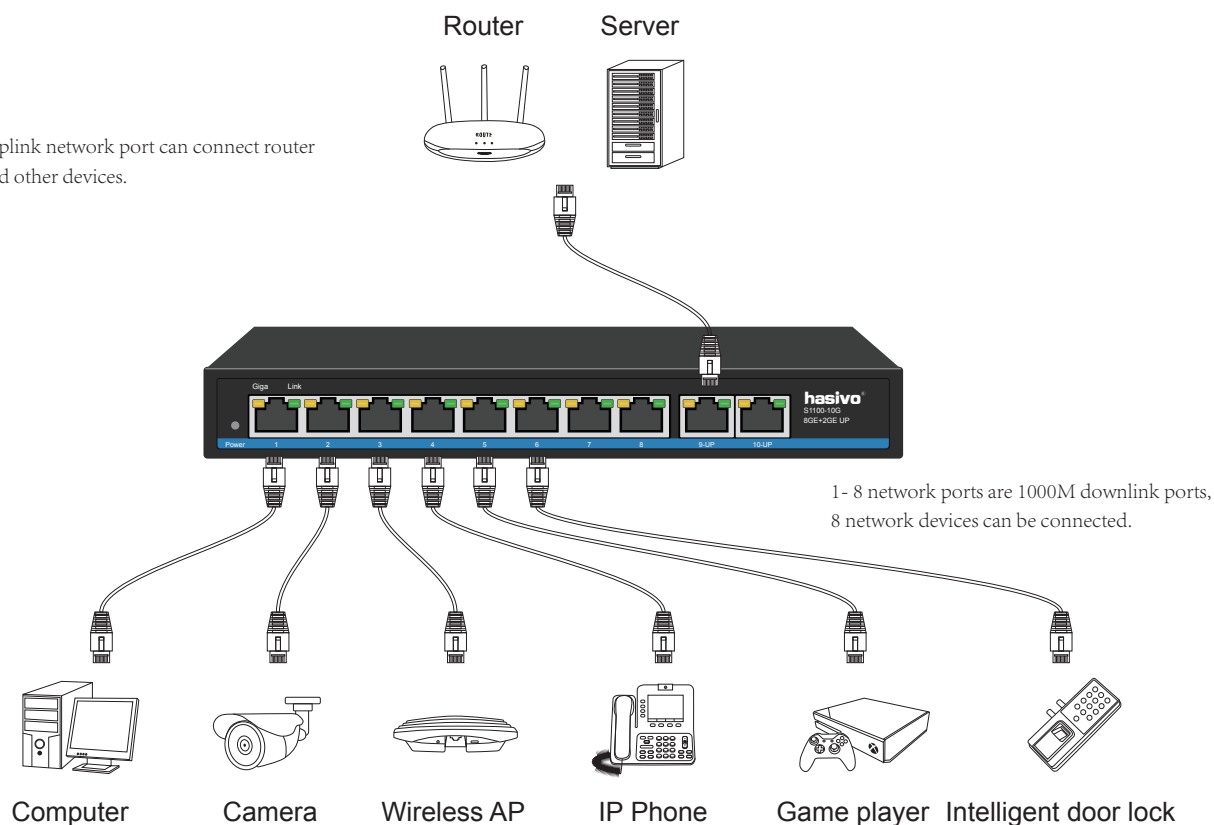 Router Server
plink network port can connect router
d other devices.
Giga Link
hasivo®
S1100-10G
8GE+2GE UP
Power 1 2 3 4 5 6 7 8 9-UP 10-UP
1- 8 network ports are 1000M downlink ports,
8 network devices can be connected.
Computer Camera Wireless AP IP Phone Game player Intelligent door lock